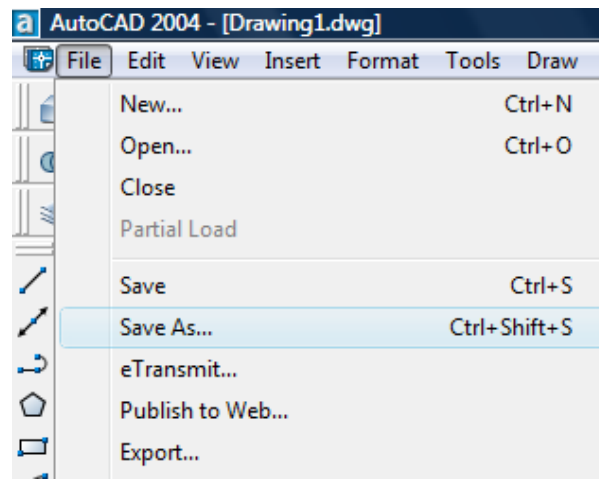 a AutoCAD 2004 - [Drawing1.dwg]
File Edit View Insert Format Tools Draw
New... Ctrl+N
Open... Ctrl+O
Close
Partial Load
Save Ctrl+S
Save As... Ctrl+Shift+S
eTransmit...
Publish to Web...
Export...